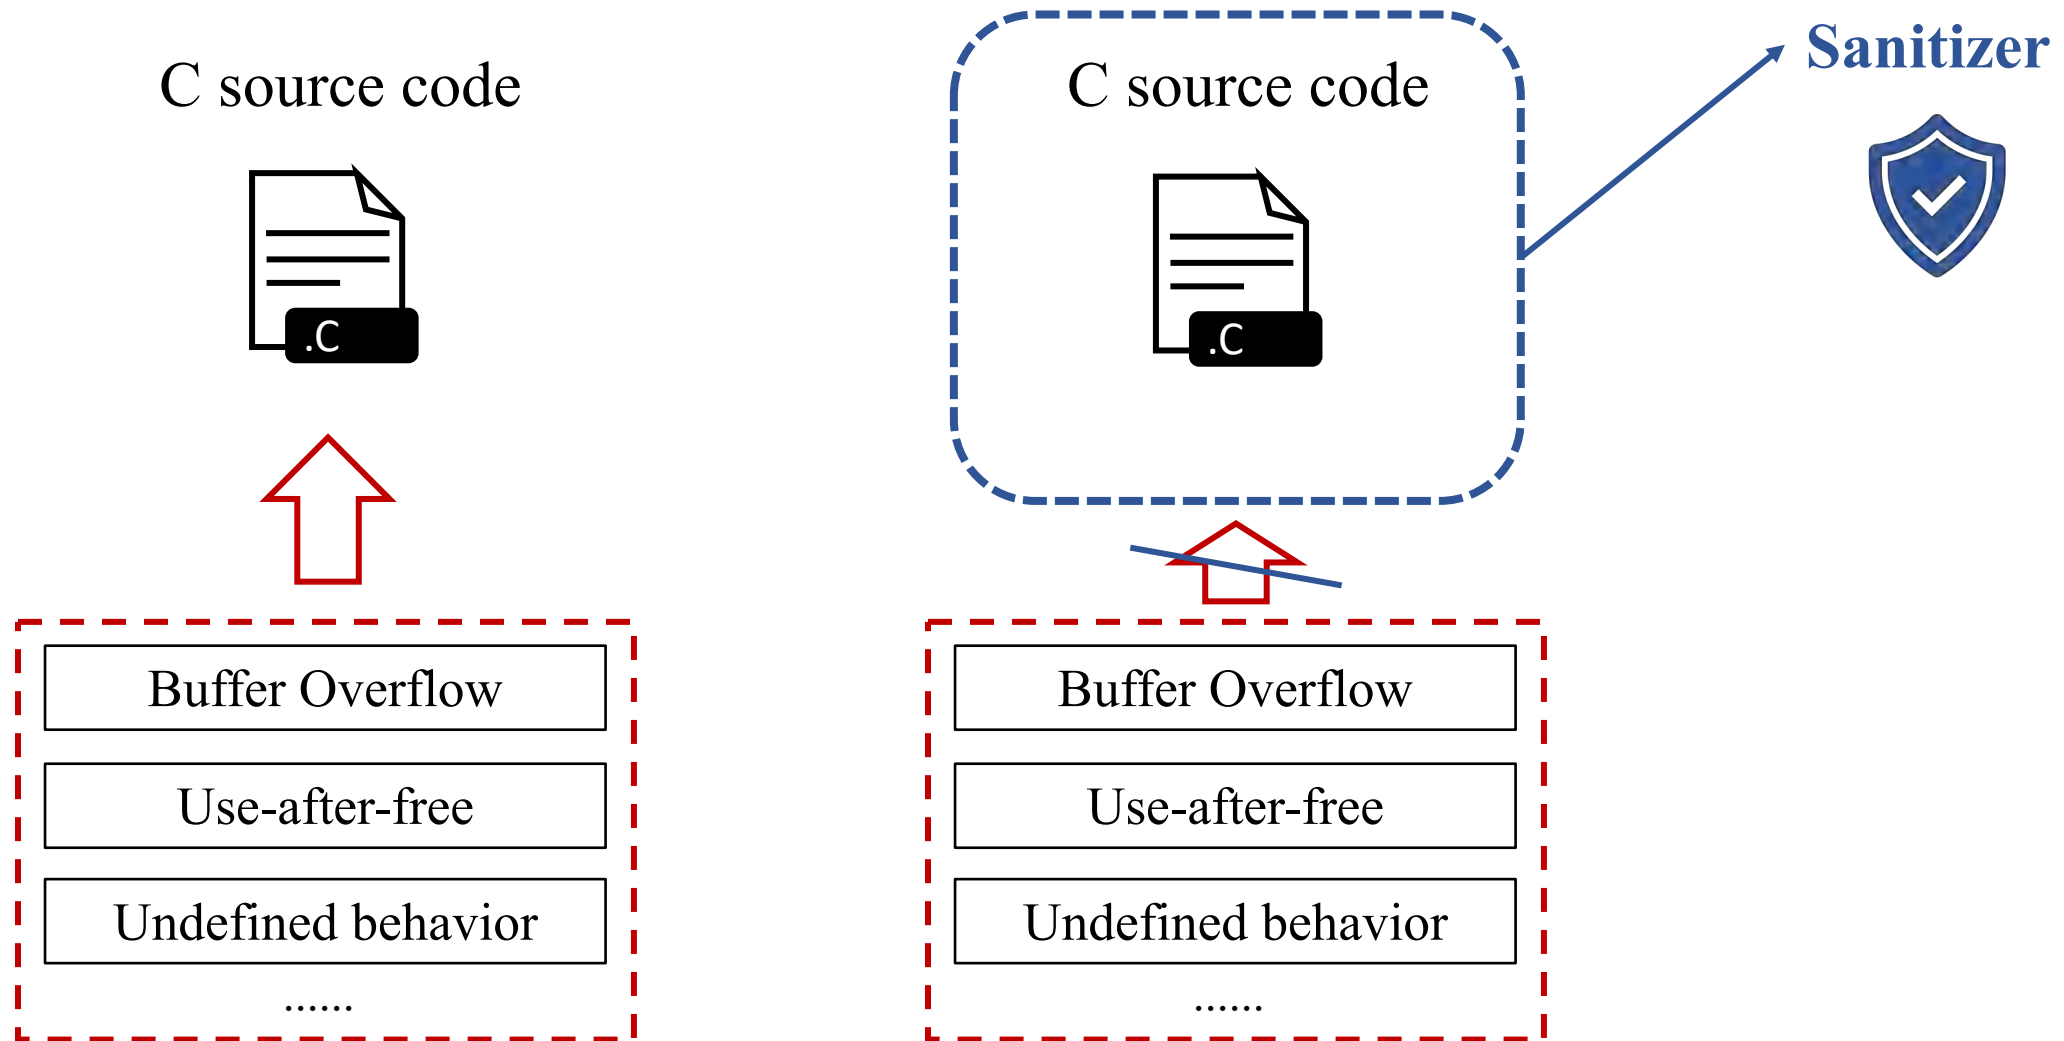 C source code
.C
Buffer Overflow
Use-after-free
Undefined behavior
......
C source code
.C
Sanitizer
Buffer Overflow
Use-after-free
Undefined behavior
......